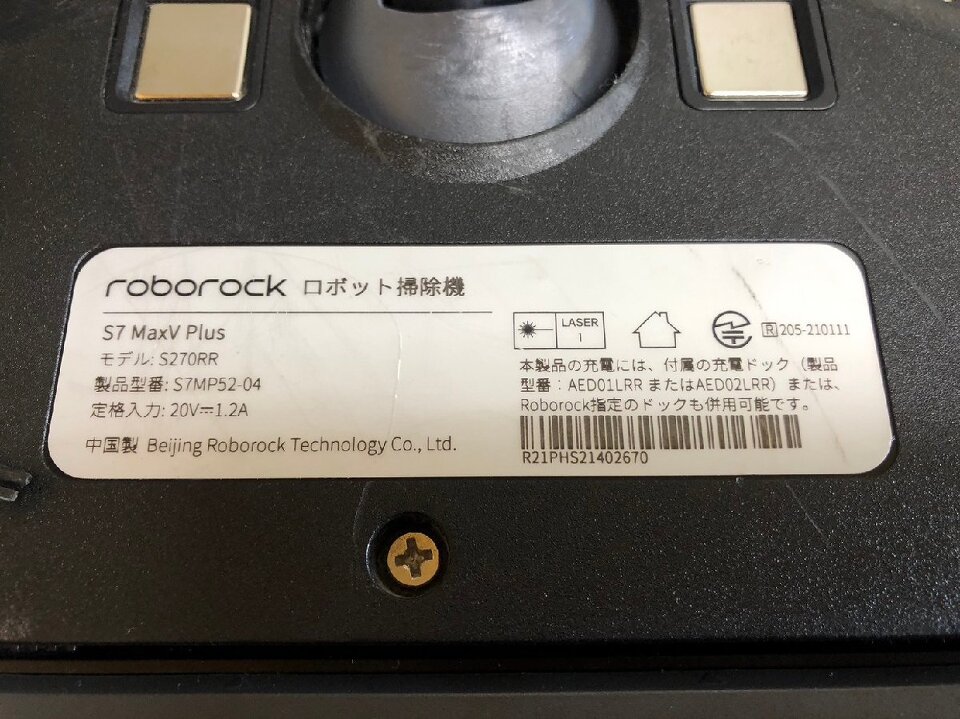 roborock ロボット掃除機
S7 MaxV Plus
モデル: S270RR
製品型番: S7MP52-04
定格入力: 20V⎓1.2A
中国製 Beijing Roborock Technology Co., Ltd.
LASER
1
R 205-210111
本製品の充電には、付属の充電ドック（製品
型番：AED01LRR またはAED02LRR）または、
Roborock指定のドックも併用可能です。
R21PHS21402670